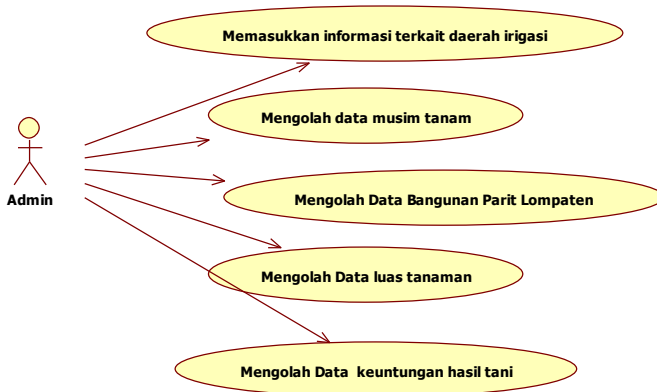 Memasukkan informasi terkait daerah irigasi
Mengolah data musim tanam
Admin
Mengolah Data Bangunan Parit Lompaten
Mengolah Data luas tanaman
Mengolah Data keuntungan hasil tani